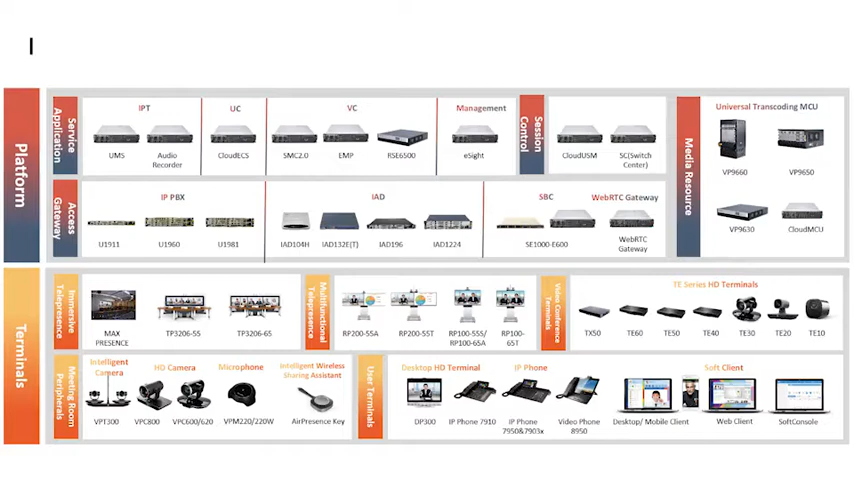 Platform
Service Application
IPT
UMS
Audio Recorder
UC
CloudECS
VC
SMC2.0
EMP
RSE6500
Management
eSight
Session Control
CloudUSM
SC(Switch Center)
Media Resource
Universal Transcoding MCU
VP9660
VP9650
VP9630
CloudMCU
Access Gateway
IP PBX
U1911
U1960
U1981
IAD
IAD104H
IAD132E(T)
IAD196
IAD1224
SBC
SE1000-E600
WebRTC Gateway
WebRTC Gateway
Terminals
Immersive Telepresence
MAX PRESENCE
TP3206-55
TP3206-65
Multifunctional Telepresence
RP200-55A
RP200-55T
RP100-55S/ RP100-65A
RP100-65T
Video Conference Terminals
TE Series HD Terminals
TX50
TE60
TE50
TE40
TE30
TE20
TE10
Meeting Room Peripherals
Intelligent Camera
VPT300
HD Camera
VPC800
VPC600/620
Microphone
VPM220/220W
Intelligent Wireless Sharing Assistant
AirPresence Key
User Terminals
Desktop HD Terminal
DP300
IP Phone
IP Phone 7910
IP Phone 7950&7903x
Video Phone 8950
Soft Client
Desktop/ Mobile Client
Web Client
SoftConsole